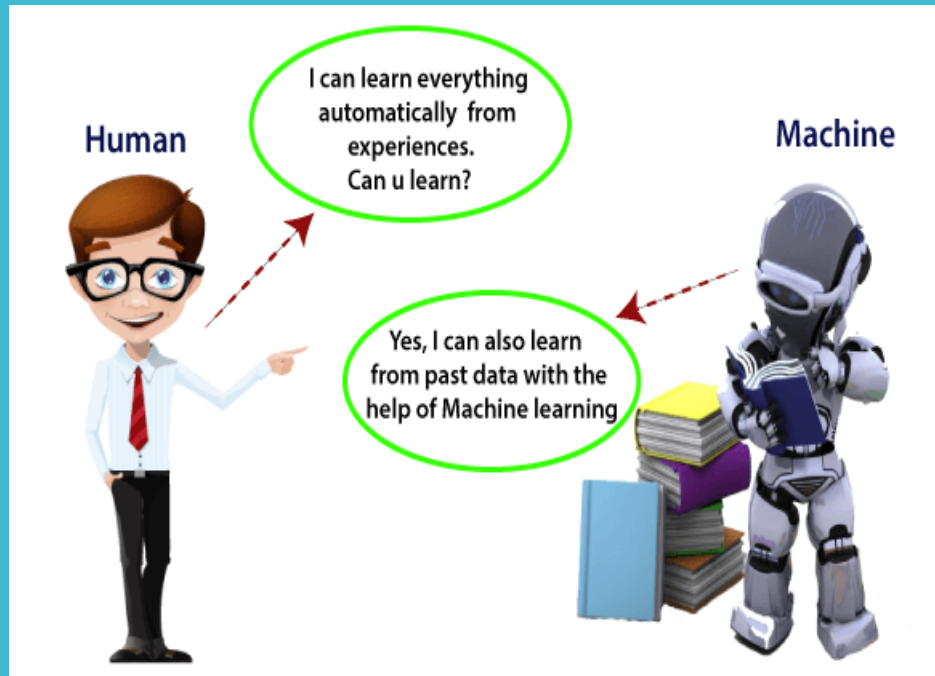 Human
I can learn everything
automatically from
experiences.
Can u learn?
Machine
Yes, I can also learn
from past data with the
help of Machine learning